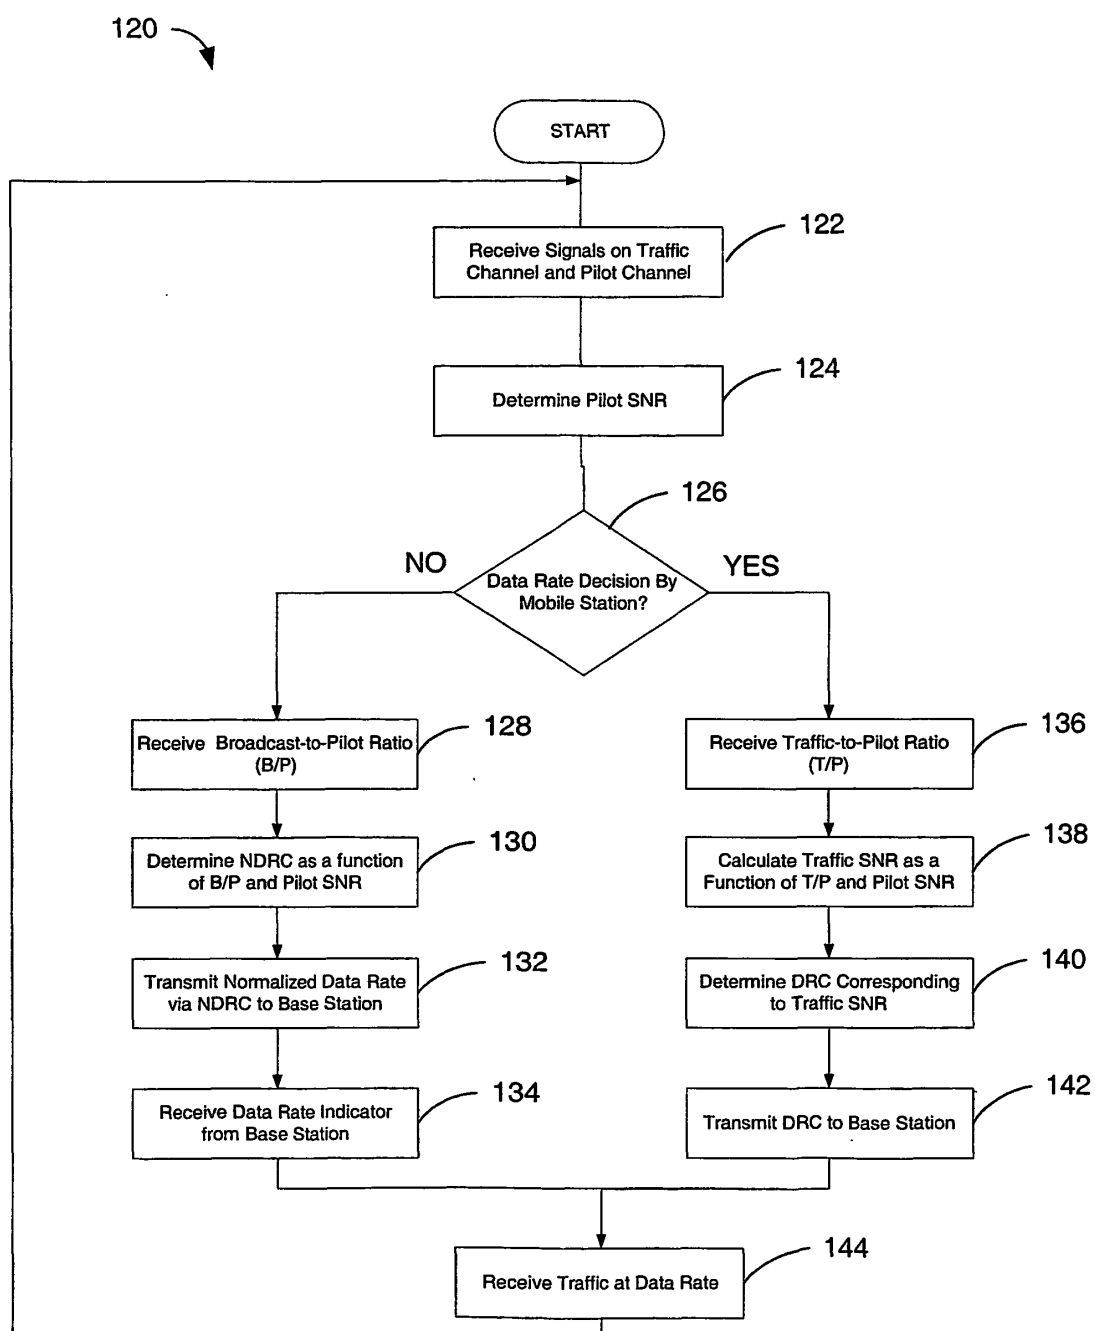 120
START
122
Receive Signals on Traffic
Channel and Pilot Channel
124
Determine Pilot SNR
126
NO
YES
Data Rate Decision By
Mobile Station?
128
Receive Broadcast-to-Pilot Ratio
(B/P)
130
Determine NDRC as a function
of B/P and Pilot SNR
132
Transmit Normalized Data Rate
via NDRC to Base Station
134
Receive Data Rate Indicator
from Base Station
136
Receive Traffic-to-Pilot Ratio
(T/P)
138
Calculate Traffic SNR as a
Function of T/P and Pilot SNR
140
Determine DRC Corresponding
to Traffic SNR
142
Transmit DRC to Base Station
144
Receive Traffic at Data Rate